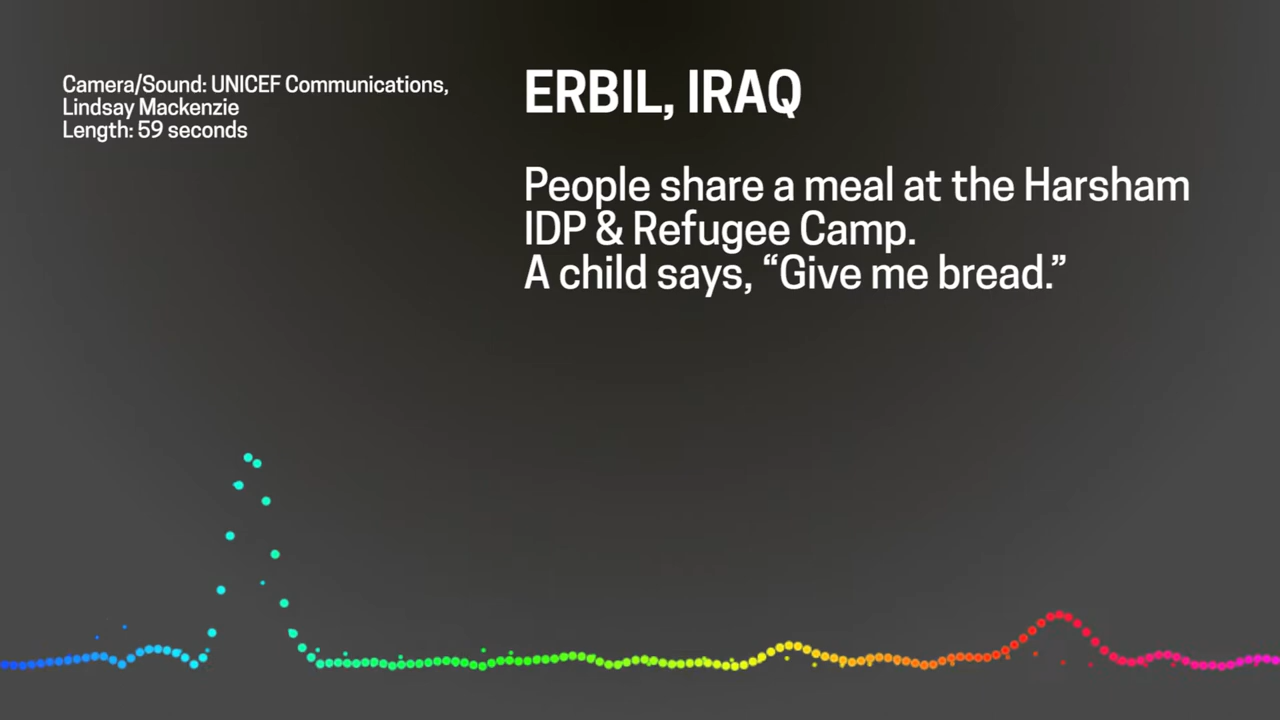 Camera/Sound: UNICEF Communications,
Lindsay Mackenzie
Length: 59 seconds
ERBIL, IRAQ
People share a meal at the Harsham
IDP & Refugee Camp.
A child says, “Give me bread.”